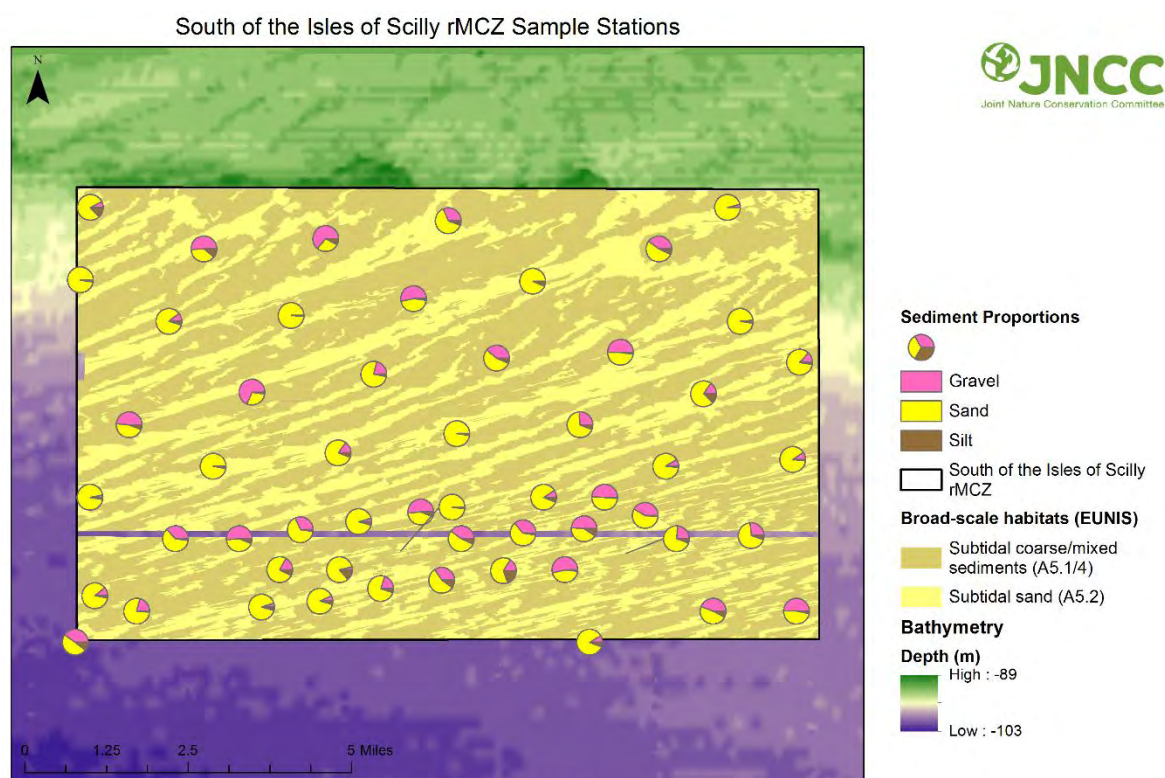 South of the Isles of Scilly rMCZ Sample Stations
N
JNCC
Joint Nature Conservation Committee
Sediment Proportions
Gravel
Sand
Silt
South of the Isles of Scilly
rMCZ
Broad-scale habitats (EUNIS)
Subtidal coarse/mixed
sediments (A5.1/4)
Subtidal sand (A5.2)
Bathymetry
Depth (m)
High : -89
Low : -103
0 1.25 2.5 5 Miles